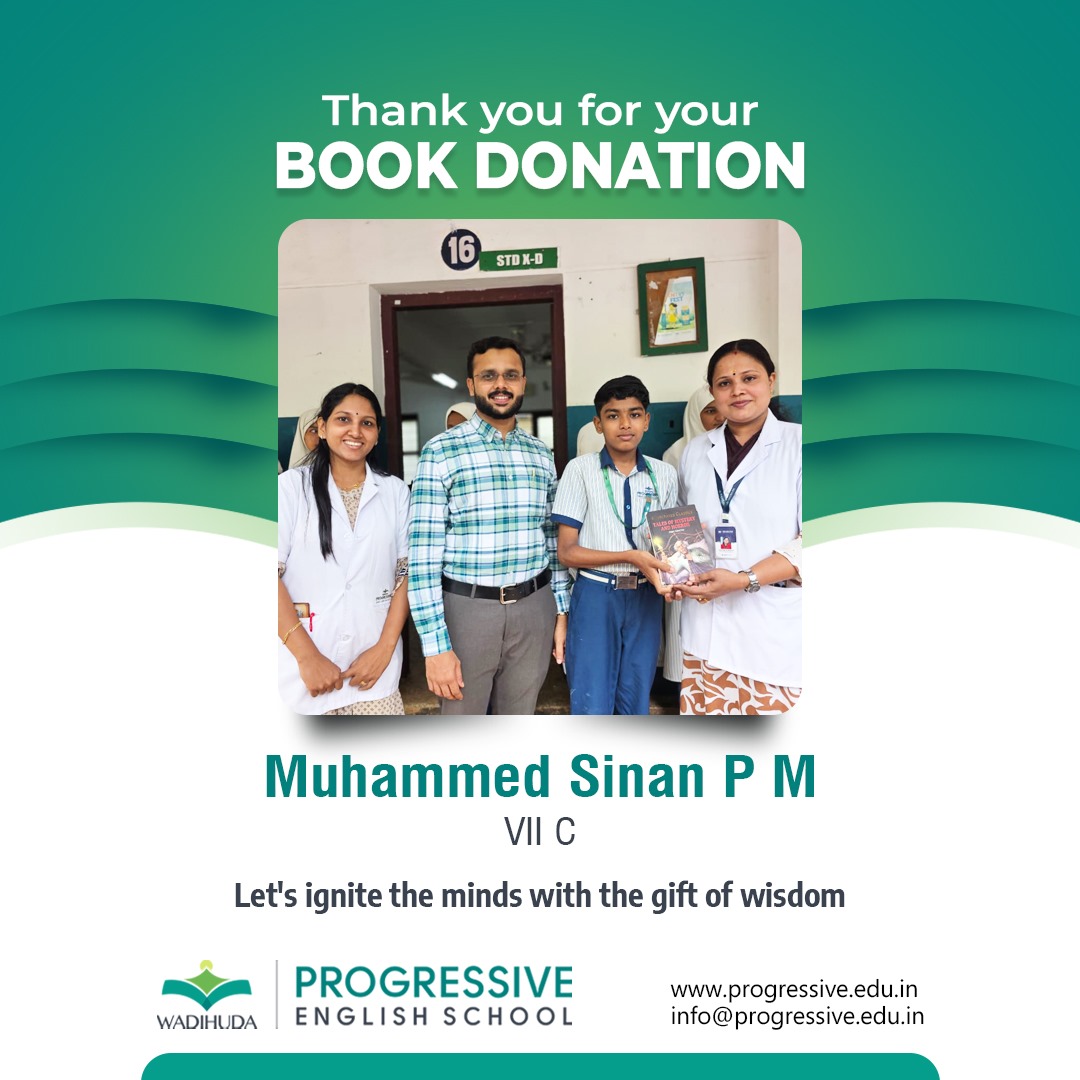 Thank you for your
BOOK DONATION
16
STD X-D
TALES OF MYSTERY
AND HORROR
Muhammed Sinan P M
VII C
Let's ignite the minds with the gift of wisdom
WADIHUDA
PROGRESSIVE
ENGLISH SCHOOL
www.progressive.edu.in
info@progressive.edu.in